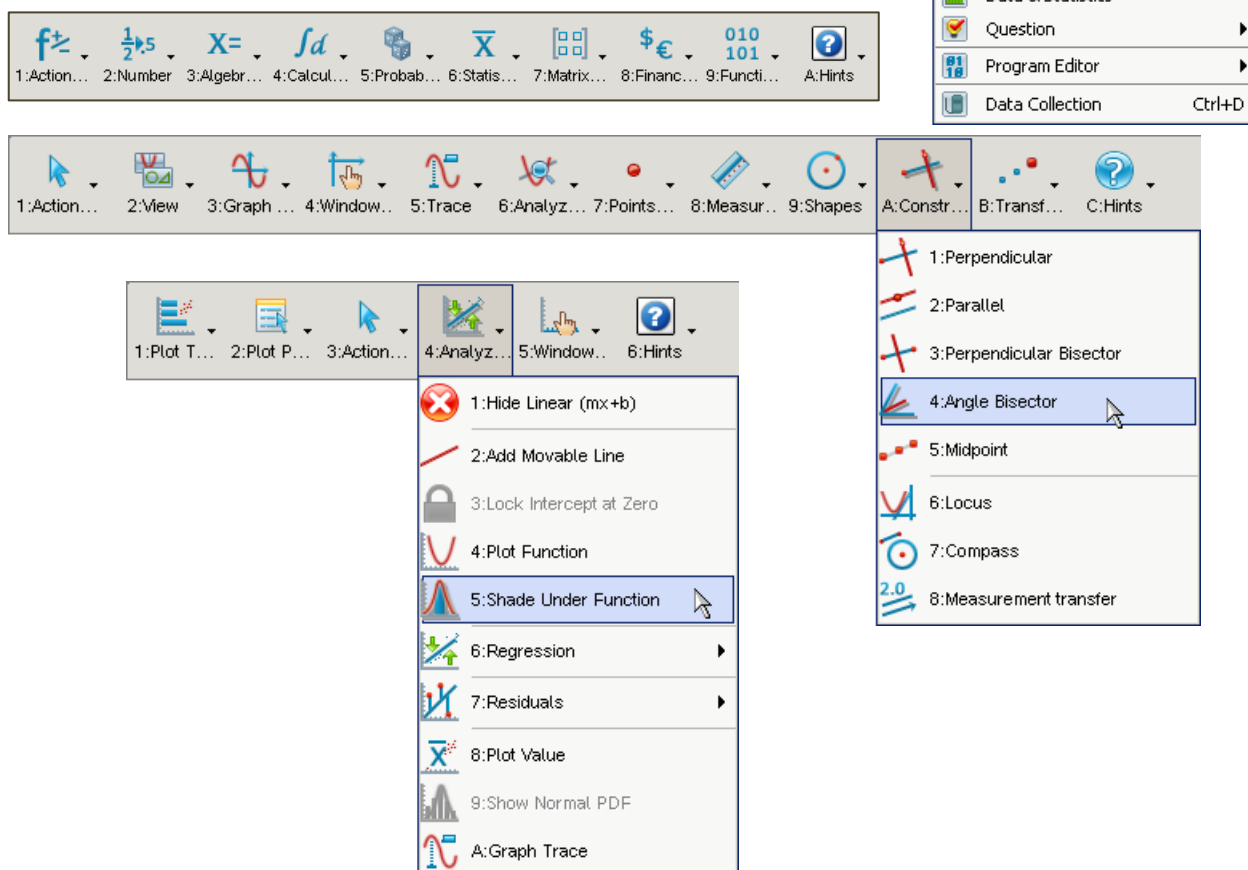 Question
Program Editor
Data Collection Ctrl+D
1:Action... 2:Number 3:Algebr... 4:Calcul... 5:Probab... 6:Statis... 7:Matrix... 8:Financ... 9:Functi... A:Hints
1:Action... 2:View 3:Graph ... 4:Window.. 5:Trace 6:Analyz... 7:Points... 8:Measur.. 9:Shapes A:Constr... B:Transf... C:Hints
1:Perpendicular
2:Parallel
3:Perpendicular Bisector
4:Angle Bisector
5:Midpoint
6:Locus
7:Compass
8:Measurement transfer
1:Plot T... 2:Plot P... 3:Action... 4:Analyz... 5:Window.. 6:Hints
1:Hide Linear (mx+b)
2:Add Movable Line
3:Lock Intercept at Zero
4:Plot Function
5:Shade Under Function
6:Regression
7:Residuals
8:Plot Value
9:Show Normal PDF
A:Graph Trace